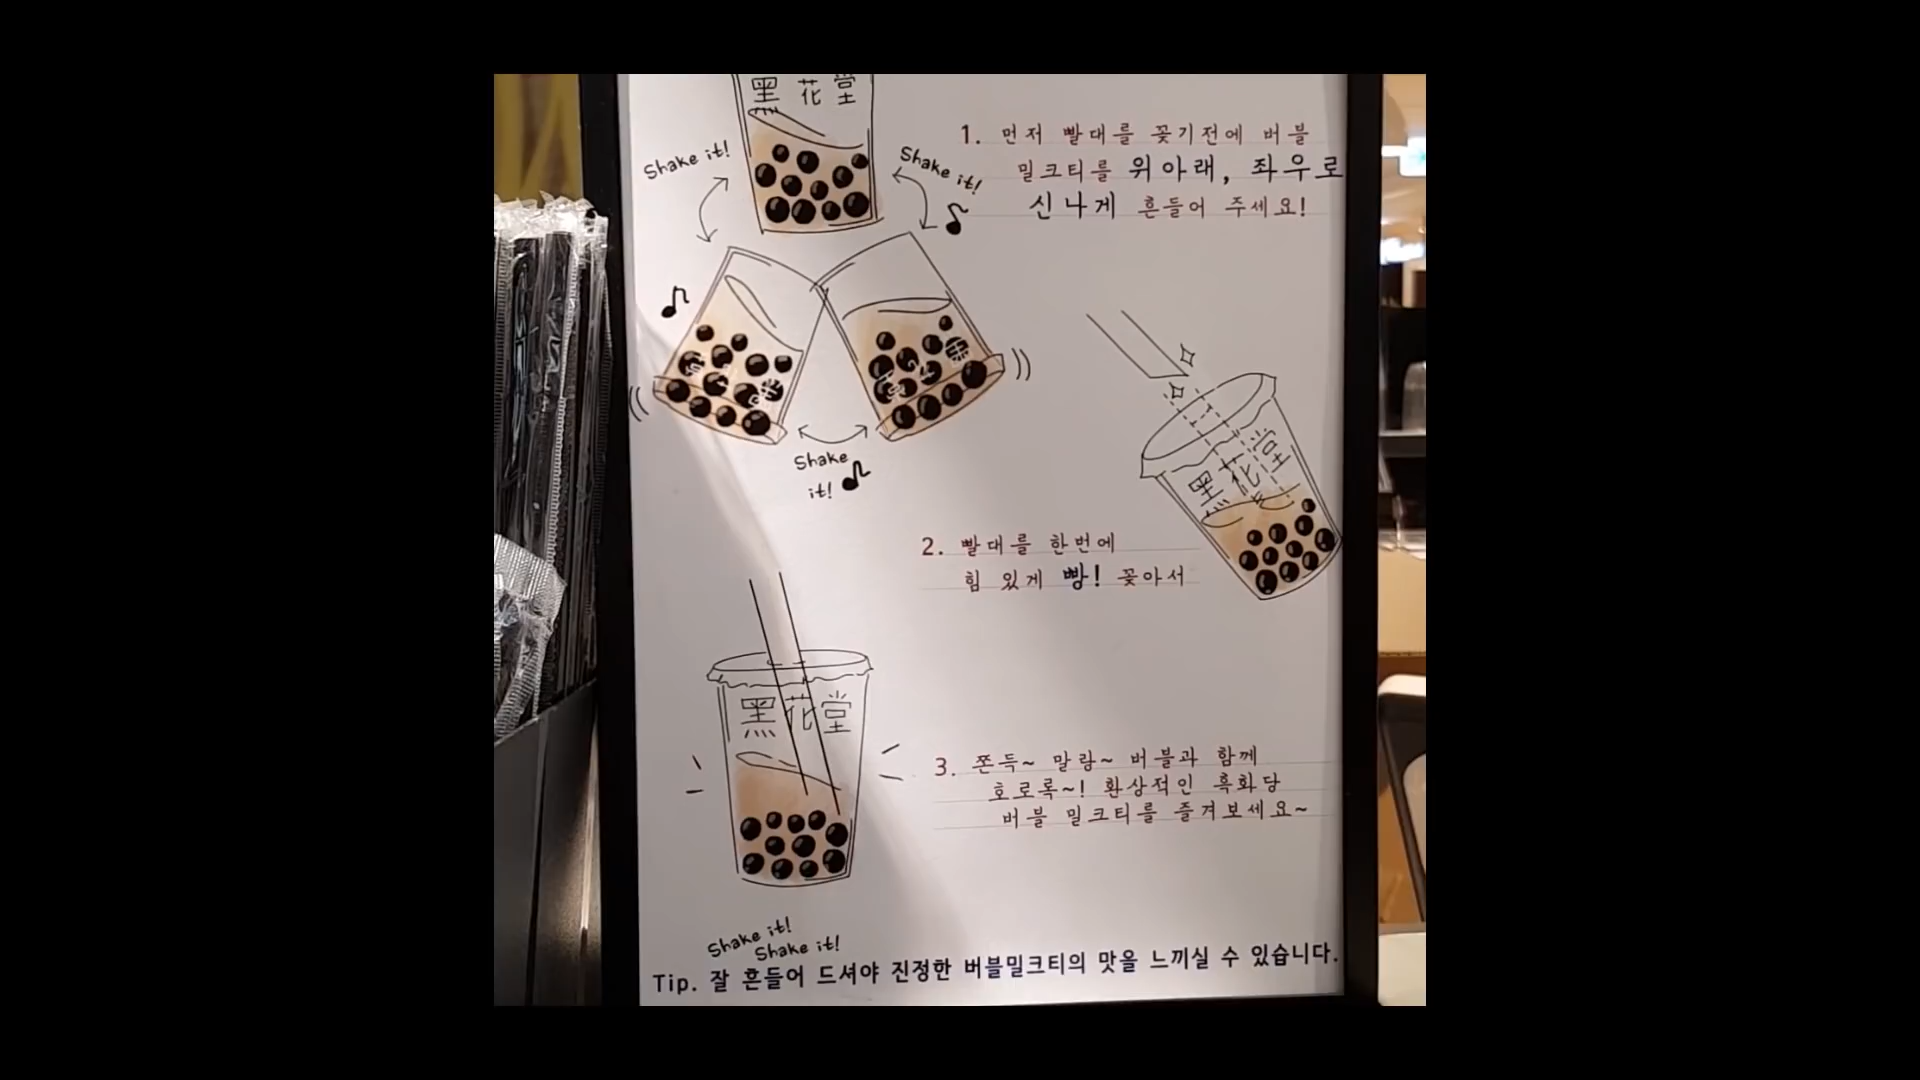 黑花堂
Shake it!
Shake it!
1. 먼저 빨대를 꽂기전에 버블
밀크티를 위아래, 좌우로
신나게 흔들어 주세요!
Shake
it!
黑花堂
2. 빨대를 한번에
힘 있게 빵! 꽂아서
黑花堂
3. 쫀득~ 말랑~ 버블과 함께
호로록~! 환상적인 흑화당
버블 밀크티를 즐겨보세요~
Shake it!
Shake it!
Tip. 잘 흔들어 드셔야 진정한 버블밀크티의 맛을 느끼실 수 있습니다.